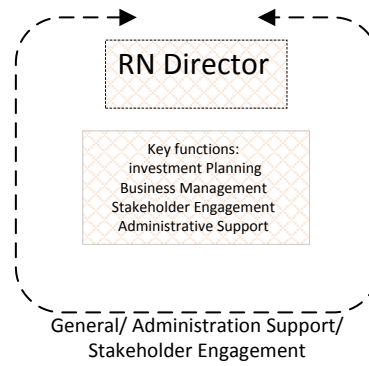 RN Director
Key functions:
investment Planning
Business Management
Stakeholder Engagement
Administrative Support
General/ Administration Support/
Stakeholder Engagement